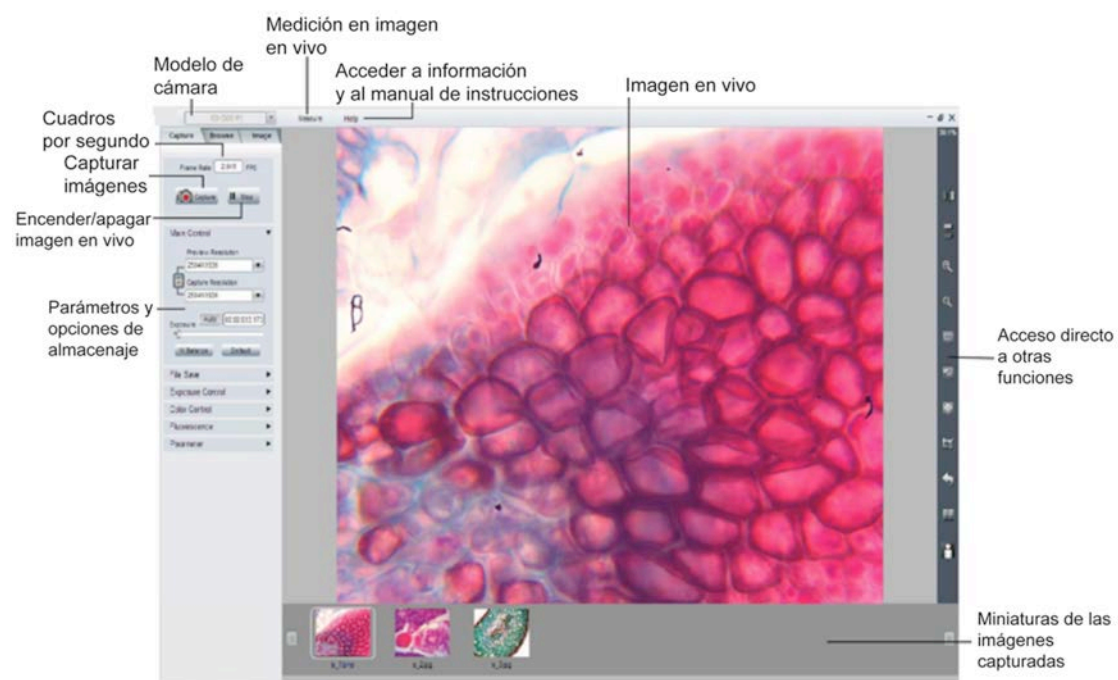 Medición en imagen
en vivo
Modelo de
cámara
Acceder a información
y al manual de instrucciones
Imagen en vivo
Cuadros
por segundo
Capturar
imágenes
Encender/apagar
imagen en vivo
Parámetros y
opciones de
almacenaje
Acceso directo
a otras
funciones
Miniaturas de las
imágenes
capturadas
Measure Help
Capture Browse Image
Frame Rate FPS
Capture Stop
Main Control
Preview Resolution
Capture Resolution
Exposure Auto
Default
File Save
Exposure Control
Color Control
Fluorescence
Parameter